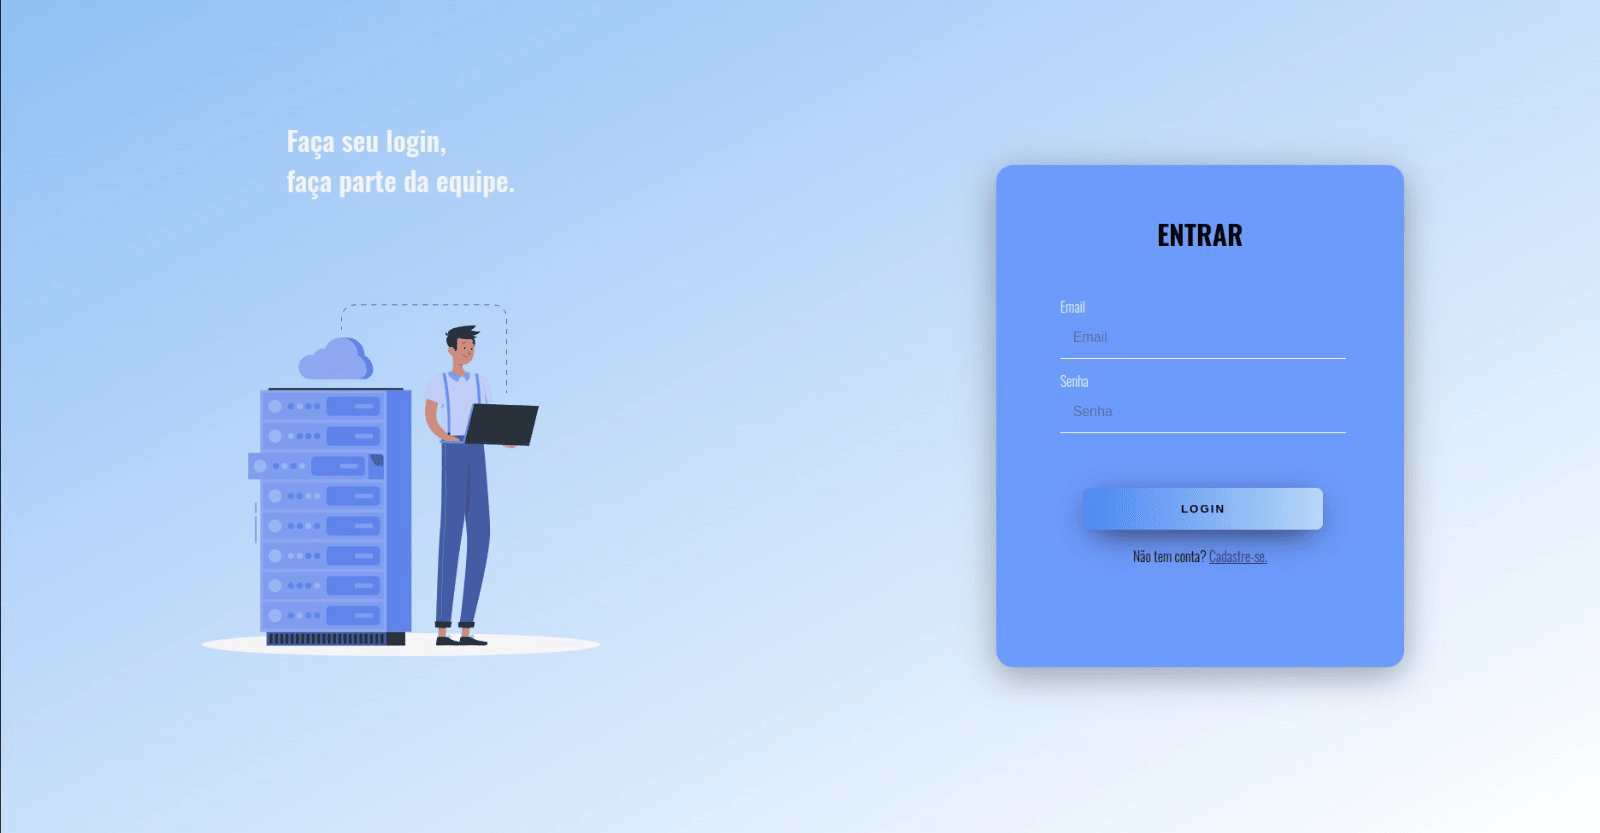 Faça seu login,
faça parte da equipe.
ENTRAR
Email
Email
Senha
Senha
LOGIN
Não tem conta? Cadastre-se.